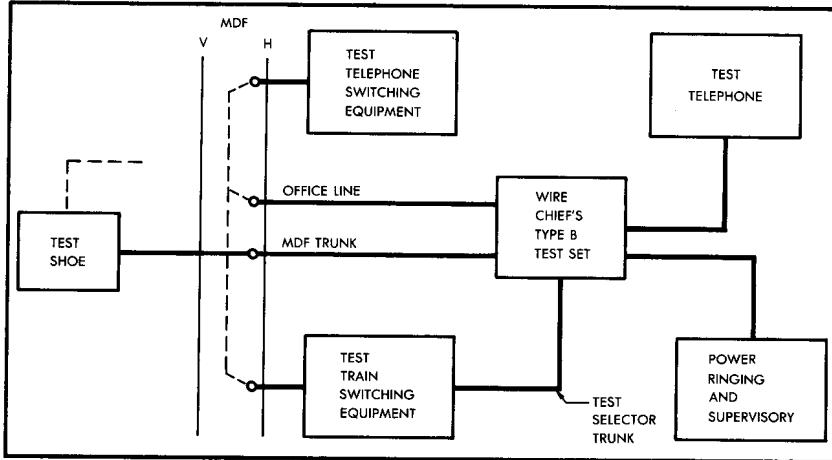 MDF
V
H
TEST
TELEPHONE
SWITCHING
EQUIPMENT
TEST
TELEPHONE
OFFICE LINE
WIRE
CHIEF'S
TYPE B
TEST SET
TEST
SHOE
MDF TRUNK
TEST
TRAIN
SWITCHING
EQUIPMENT
TEST
SELECTOR
TRUNK
POWER
RINGING
AND
SUPERVISORY